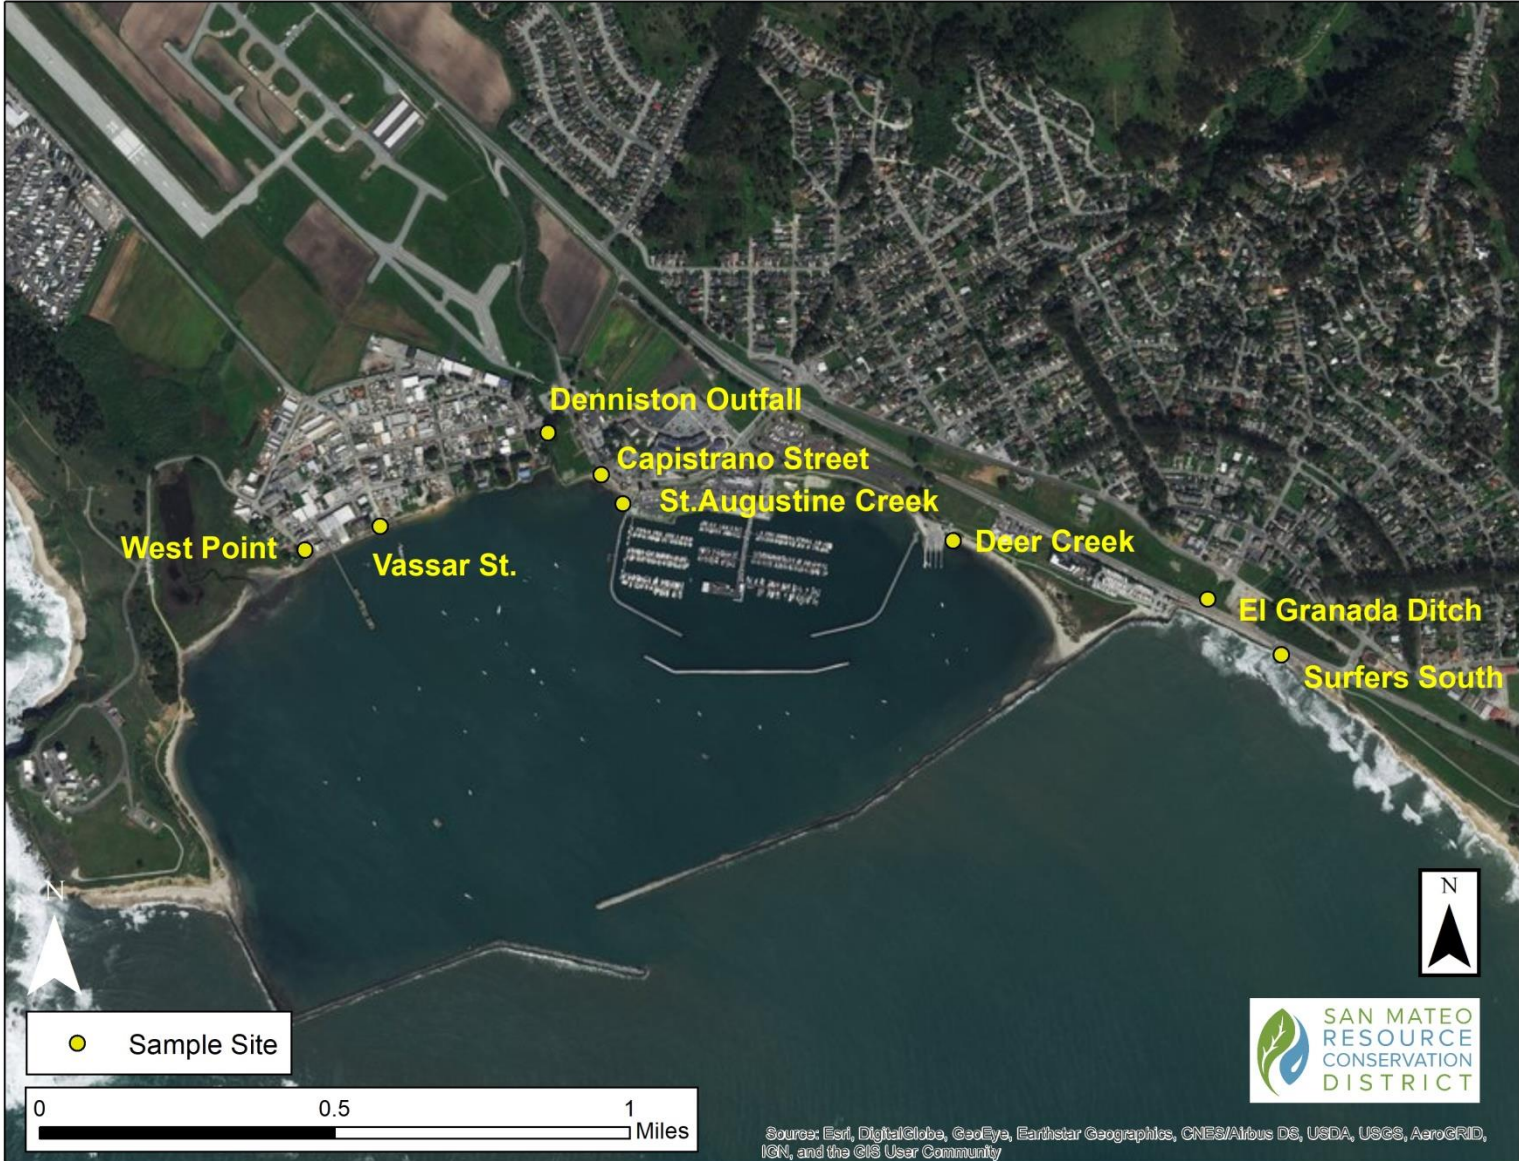 Denniston Outfall
Capistrano Street
St.Augustine Creek
West Point
Vassar St.
Deer Creek
El Granada Ditch
Surfers South
N
N
Sample Site
0 0.5 1
Miles
SAN MATEO
RESOURCE
CONSERVATION
DISTRICT
Source: Esri, DigitalGlobe, GeoEye, Earthstar Geographics, CNES/Airbus DS, USDA, USGS, AeroGRID,
IGN, and the GIS User Community